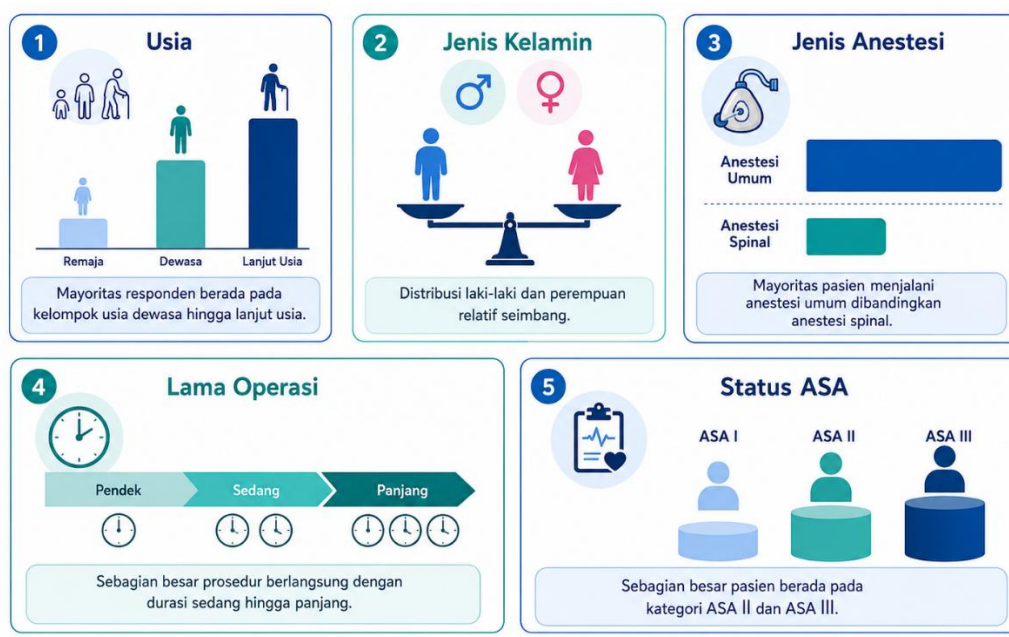 1
Usia
Remaja
Dewasa
Lanjut Usia
Mayoritas responden berada pada
kelompok usia dewasa hingga lanjut usia.
2
Jenis Kelamin
Distribusi laki-laki dan perempuan
relatif seimbang.
3
Jenis Anestesi
Anestesi
Umum
Anestesi
Spinal
Mayoritas pasien menjalani
anestesi umum dibandingkan
anestesi spinal.
4
Lama Operasi
Pendek
Sedang
Panjang
Sebagian besar prosedur berlangsung dengan
durasi sedang hingga panjang.
5
Status ASA
ASA I
ASA II
ASA III
Sebagian besar pasien berada pada
kategori ASA II dan ASA III.